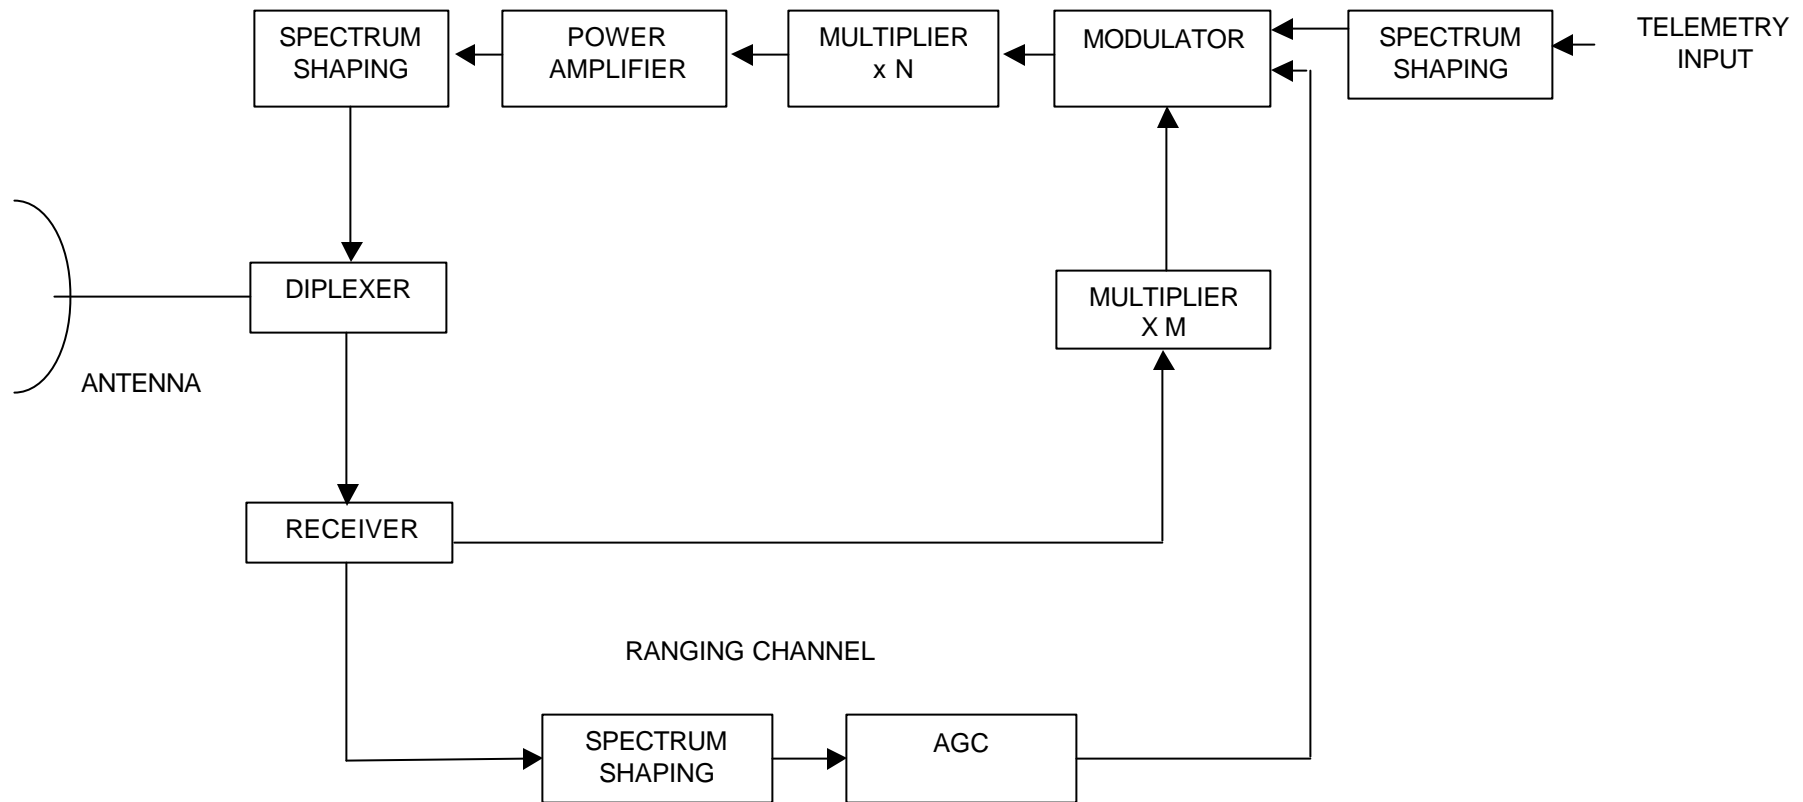 SPECTRUM
SHAPING
POWER
AMPLIFIER
MULTIPLIER
x N
MODULATOR
SPECTRUM
SHAPING
TELEMETRY
INPUT
DIPLEXER
MULTIPLIER
X M
ANTENNA
RECEIVER
RANGING CHANNEL
SPECTRUM
SHAPING
AGC